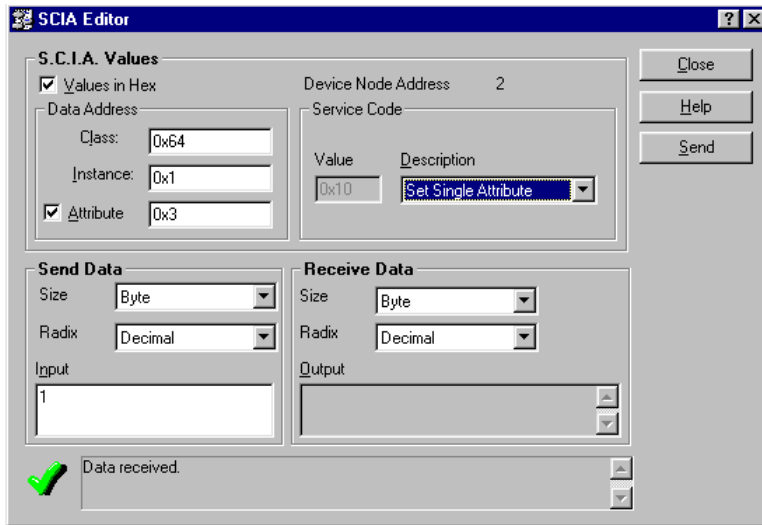 SCIA Editor
S.C.I.A. Values
Values in Hex
Device Node Address 2
Close
Data Address
Service Code
Help
Class: 0x64
Send
Value Description
Instance: 0x1
0x10 Set Single Attribute
Attribute 0x3
Send Data
Receive Data
Size Byte
Size Byte
Radix Decimal
Radix Decimal
Input
Output
1
Data received.